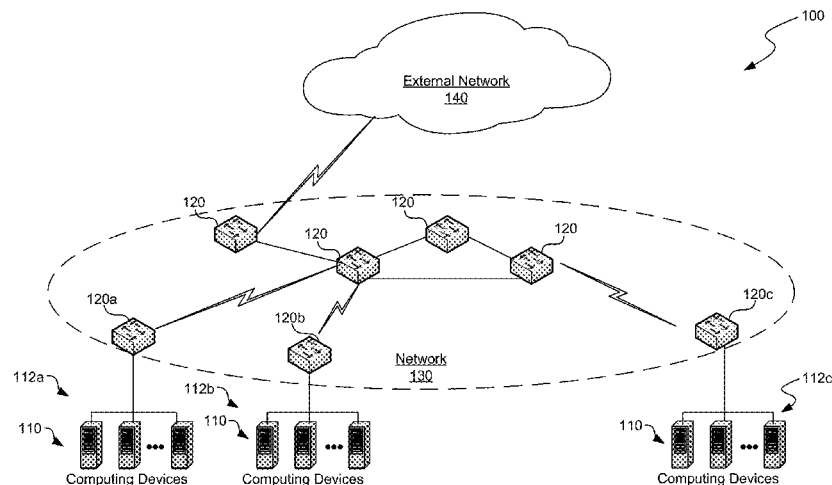 100
External Network
140
120
120
120
120
120a
120b
120c
Network
130
112a
112b
112c
110
110
110
Computing Devices
Computing Devices
Computing Devices